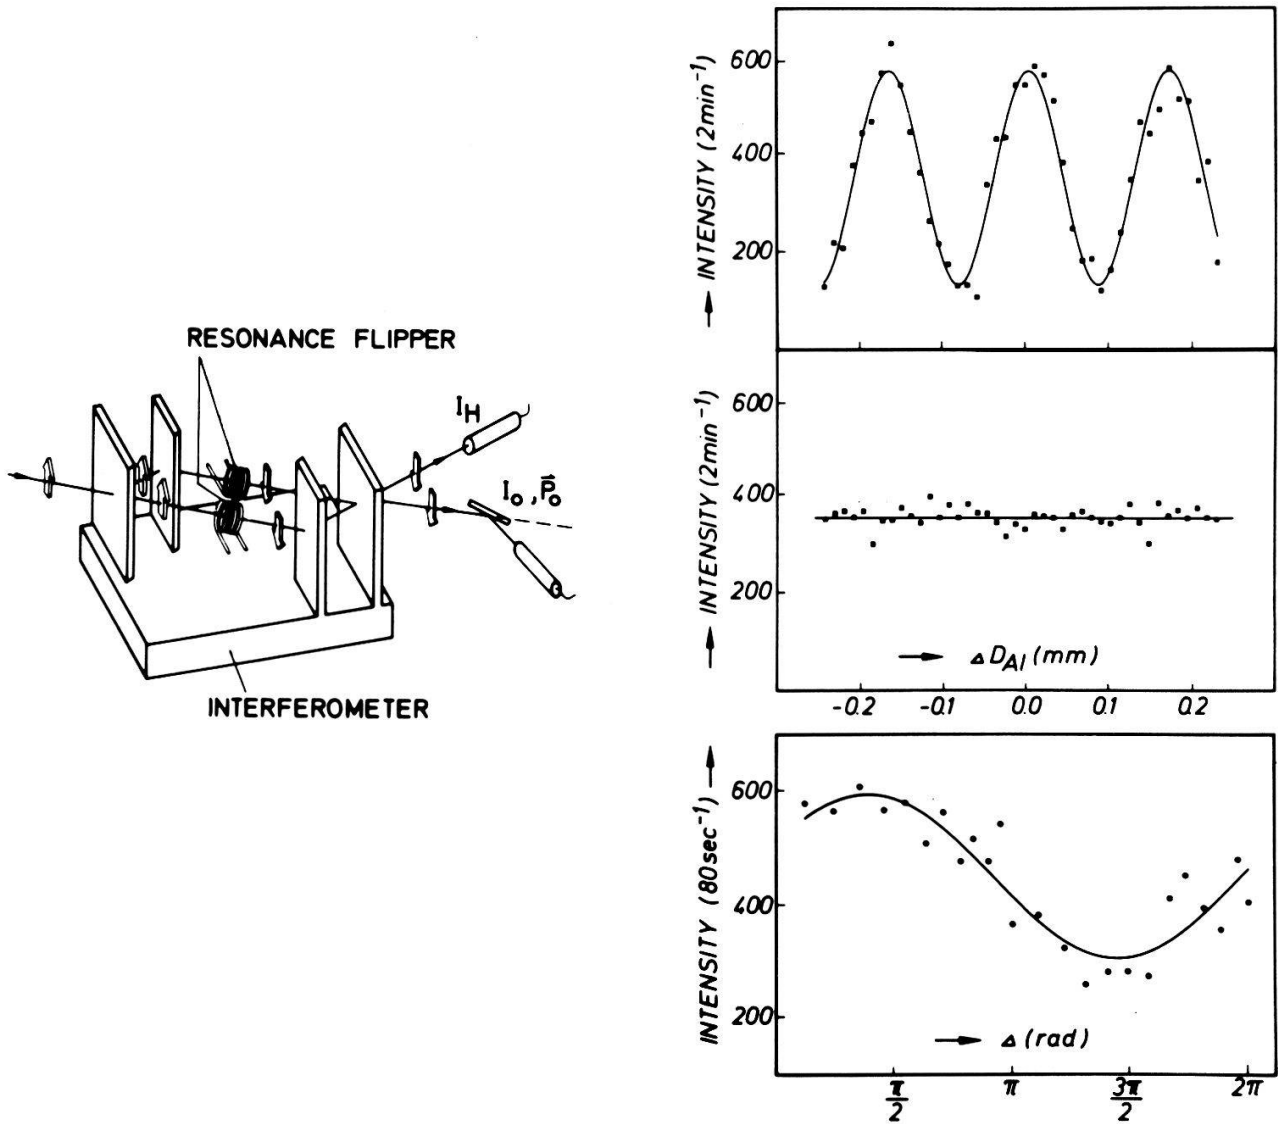 RESONANCE FLIPPER
I_H
I_o, P⃗_o
INTERFEROMETER
INTENSITY (2min⁻¹)
600
400
200
INTENSITY (2min⁻¹)
600
400
200
ΔD_Al (mm)
-0.2 -0.1 0.0 0.1 0.2
INTENSITY (80sec⁻¹)
600
400
200
Δ (rad)
π/2 π 3π/2 2π